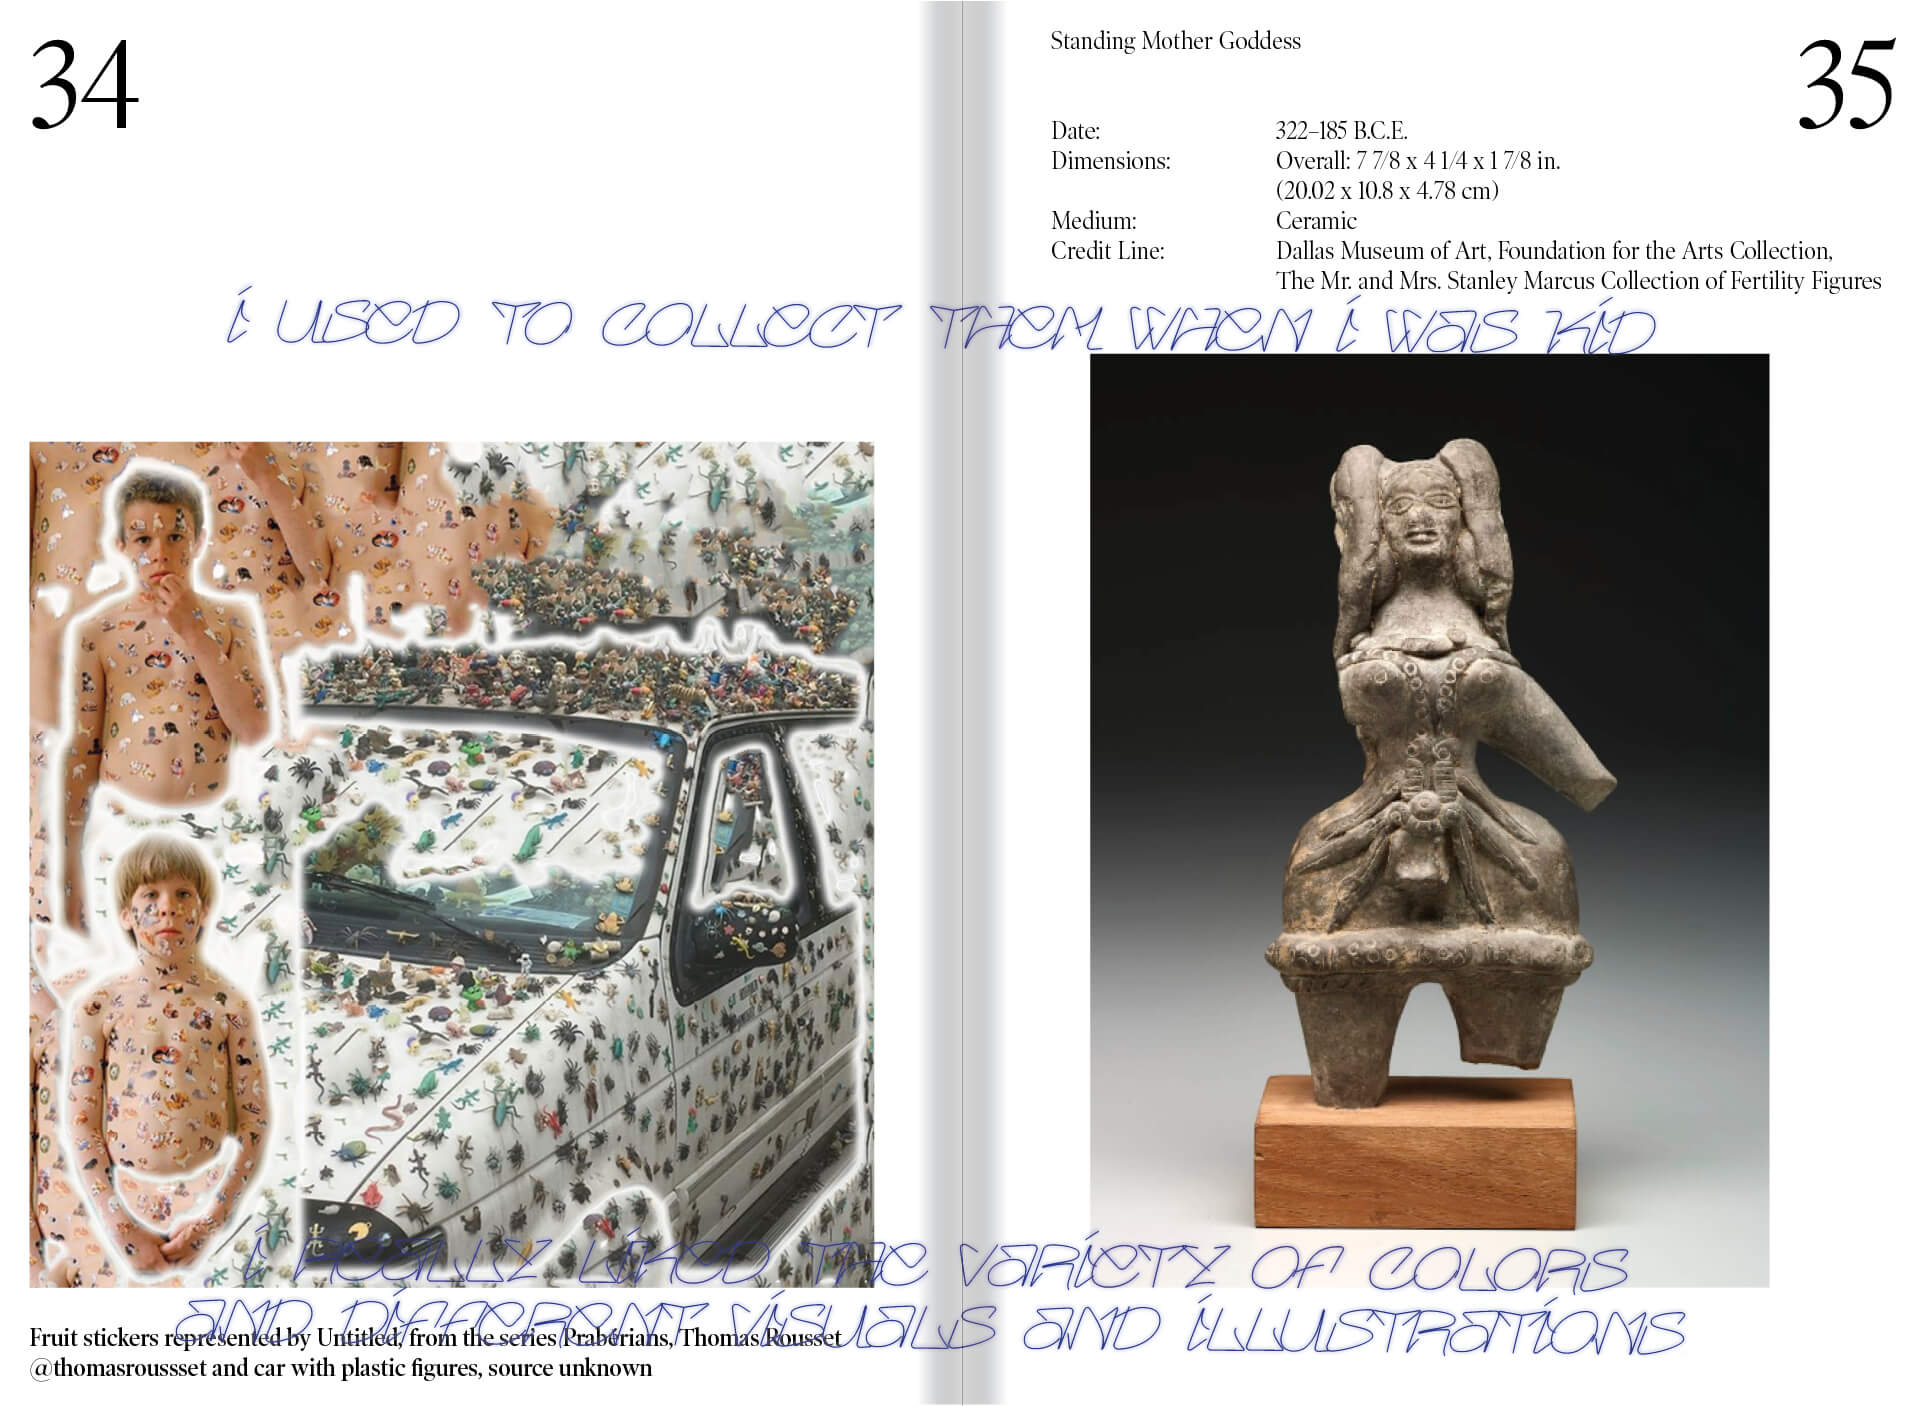 34
Standing Mother Goddess
35
Date: 322–185 B.C.E.
Dimensions: Overall: 7 7/8 x 4 1/4 x 1 7/8 in.
(20.02 x 10.8 x 4.78 cm)
Medium: Ceramic
Credit Line: Dallas Museum of Art, Foundation for the Arts Collection,
The Mr. and Mrs. Stanley Marcus Collection of Fertility Figures
i USED TO COLLECT THEM WHEN i WAS KiD
i REALLY LiKED THE VARiETY OF COLORS
AND DiFFERENT ViSUALS AND iLLUSTRATiONS
Fruit stickers represented by Untitled, from the series Prabérians, Thomas Rousset
@thomasroussset and car with plastic figures, source unknown